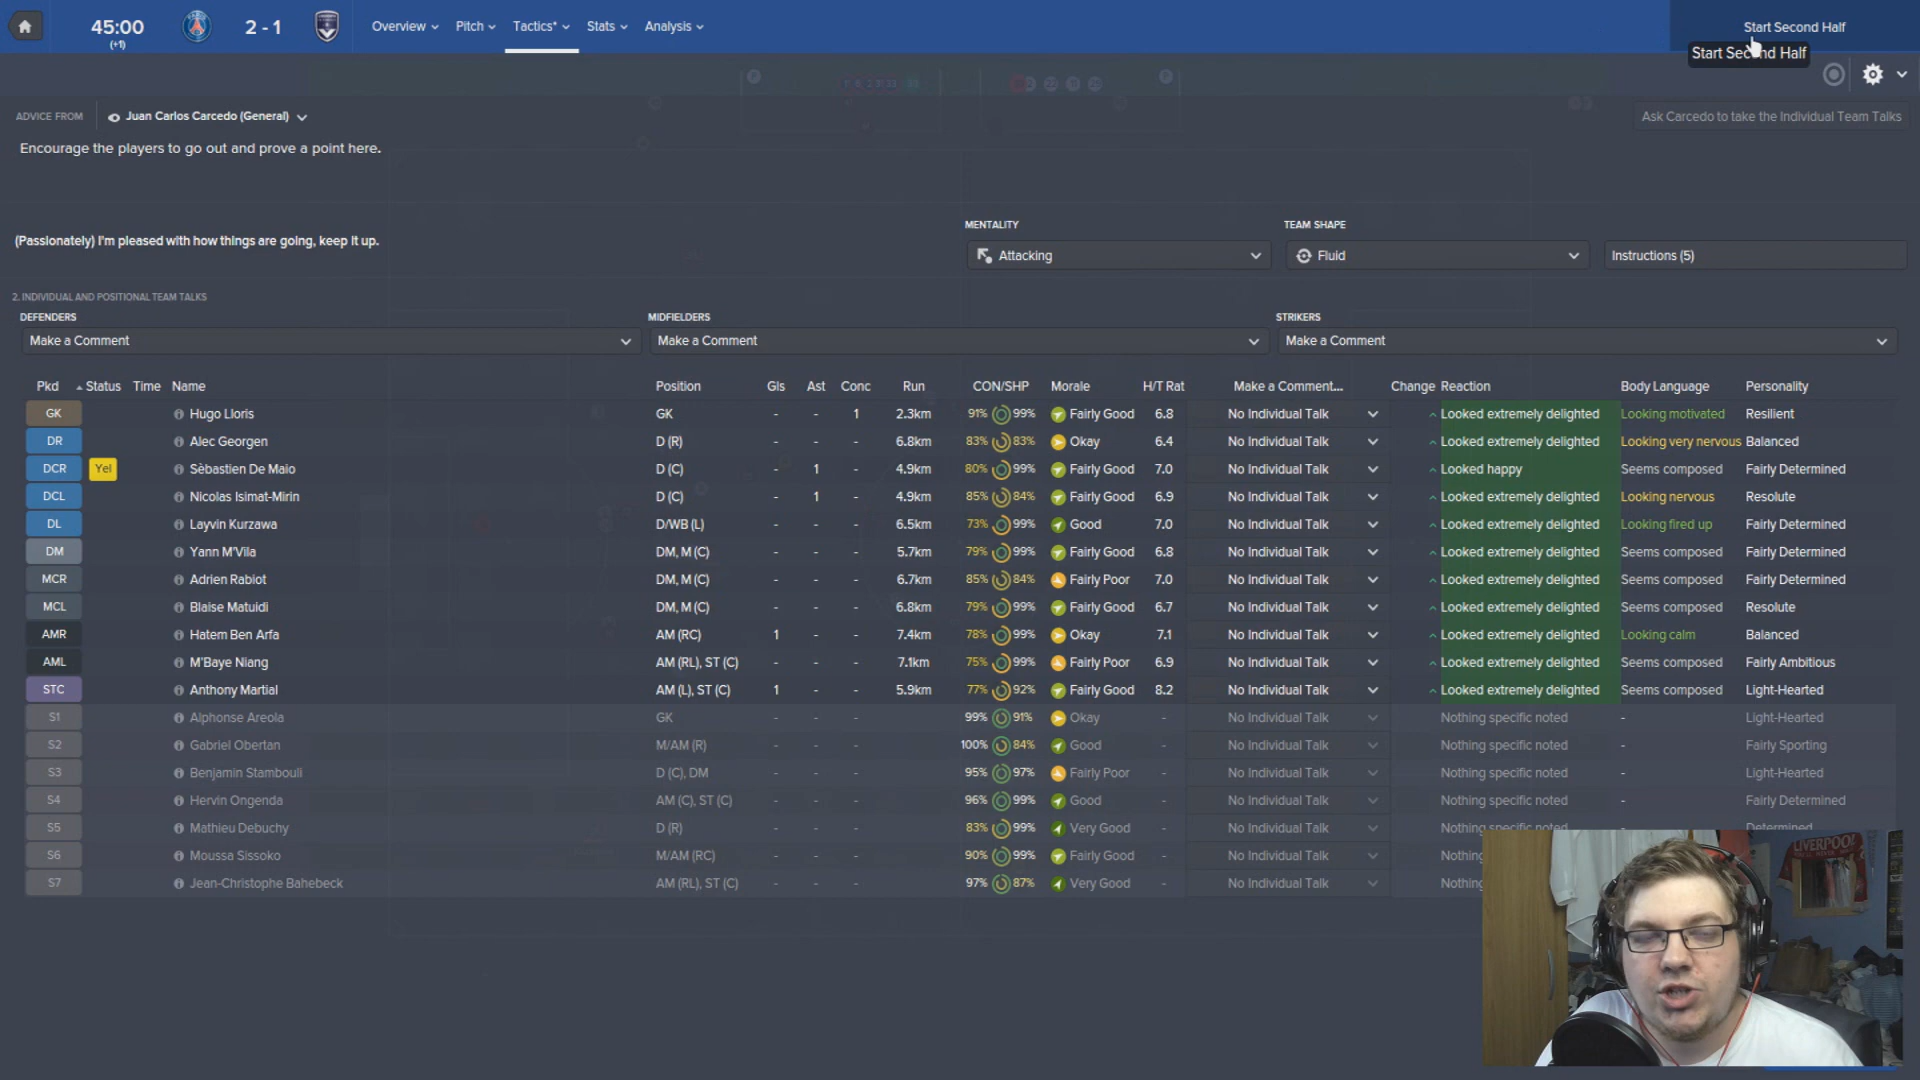 45:00 (+1) 2 - 1 Overview Pitch Tactics* Stats Analysis Start Second Half
Start Second Half
ADVICE FROM Juan Carlos Carcedo (General) Ask Carcedo to take the Individual Team Talks
Encourage the players to go out and prove a point here.
MENTALITY TEAM SHAPE
(Passionately) I'm pleased with how things are going, keep it up.
Attacking Fluid Instructions (5)
2. INDIVIDUAL AND POSITIONAL TEAM TALKS
DEFENDERS MIDFIELDERS STRIKERS
Make a Comment Make a Comment Make a Comment
Pkd Status Time Name Position Gls Ast Conc Run CON/SHP Morale H/T Rat Make a Comment... Change Reaction Body Language Personality
GK Hugo Lloris GK - - 1 2.3km 91% 99% Fairly Good 6.8 No Individual Talk Looked extremely delighted Looking motivated Resilient
DR Alec Georgen D (R) - - - 6.8km 83% 83% Okay 6.4 No Individual Talk Looked extremely delighted Looking very nervous Balanced
DCR Yel Sèbastien De Maio D (C) - 1 - 4.9km 80% 99% Fairly Good 7.0 No Individual Talk Looked happy Seems composed Fairly Determined
DCL Nicolas Isimat-Mirin D (C) - 1 - 4.9km 85% 84% Fairly Good 6.9 No Individual Talk Looked extremely delighted Looking nervous Resolute
DL Layvin Kurzawa D/WB (L) - - - 6.5km 73% 99% Good 7.0 No Individual Talk Looked extremely delighted Looking fired up Fairly Determined
DM Yann M'Vila DM, M (C) - - - 5.7km 79% 99% Fairly Good 6.8 No Individual Talk Looked extremely delighted Seems composed Fairly Determined
MCR Adrien Rabiot DM, M (C) - - - 6.7km 85% 84% Fairly Poor 7.0 No Individual Talk Looked extremely delighted Seems composed Fairly Determined
MCL Blaise Matuidi DM, M (C) - - - 6.8km 79% 99% Fairly Good 6.7 No Individual Talk Looked extremely delighted Seems composed Resolute
AMR Hatem Ben Arfa AM (RC) 1 - - 7.4km 78% 99% Okay 7.1 No Individual Talk Looked extremely delighted Looking calm Balanced
AML M'Baye Niang AM (RL), ST (C) - - - 7.1km 75% 99% Fairly Poor 6.9 No Individual Talk Looked extremely delighted Seems composed Fairly Ambitious
STC Anthony Martial AM (L), ST (C) 1 - - 5.9km 77% 92% Fairly Good 8.2 No Individual Talk Looked extremely delighted Seems composed Light-Hearted
S1 Alphonse Areola GK 99% 91% Okay - No Individual Talk Nothing specific noted - Light-Hearted
S2 Gabriel Obertan M/AM (R) 100% 84% Good - No Individual Talk Nothing specific noted - Fairly Sporting
S3 Benjamin Stambouli D (C), DM 95% 97% Fairly Poor - No Individual Talk Nothing specific noted - Light-Hearted
S4 Hervin Ongenda AM (C), ST (C) 96% 99% Good - No Individual Talk Nothing specific noted - Fairly Determined
S5 Mathieu Debuchy D (R) 83% 99% Very Good - No Individual Talk Nothing specific noted - Determined
S6 Moussa Sissoko M/AM (RC) 90% 99% Fairly Good - No Individual Talk Nothing
S7 Jean-Christophe Bahebeck AM (RL), ST (C) 97% 87% Very Good - No Individual Talk Nothing
LIVERPOOL